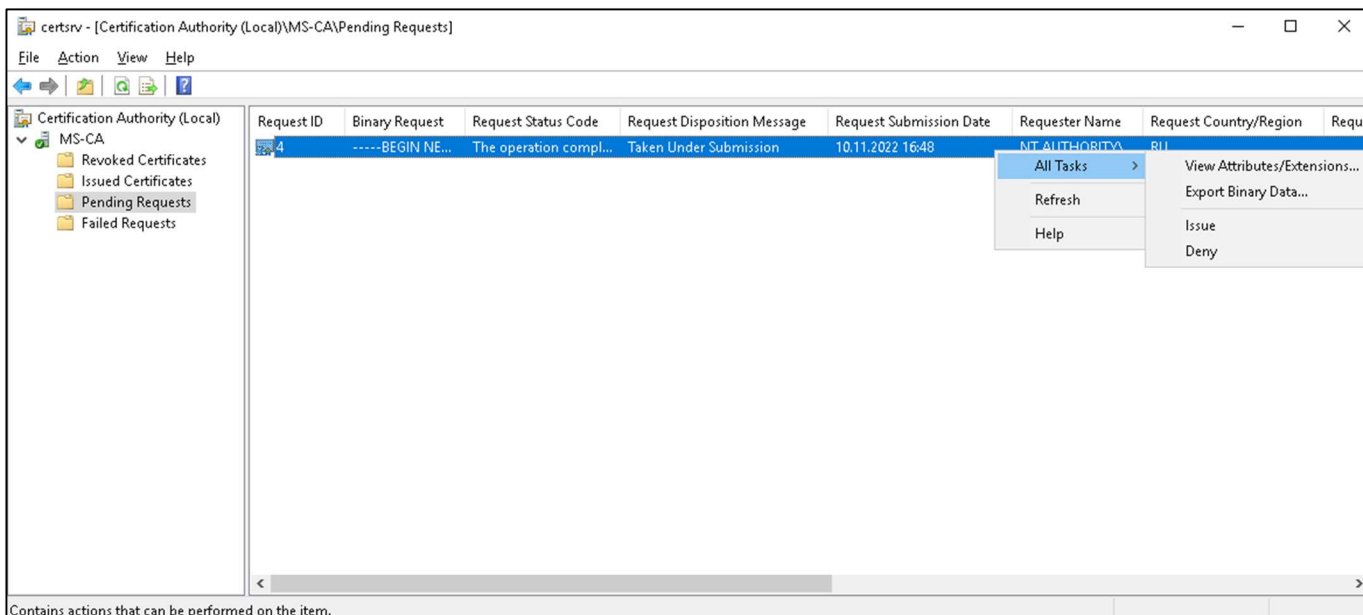 certsrv - [Certification Authority (Local)\MS-CA\Pending Requests]
File Action View Help
Certification Authority (Local)
MS-CA
Revoked Certificates
Issued Certificates
Pending Requests
Failed Requests
Request ID Binary Request Request Status Code Request Disposition Message Request Submission Date Requester Name Request Country/Region Requ
4 -----BEGIN NE... The operation compl... Taken Under Submission 10.11.2022 16:48 NT AUTHORITY\ RU
All Tasks
Refresh
Help
View Attributes/Extensions...
Export Binary Data...
Issue
Deny
Contains actions that can be performed on the item.